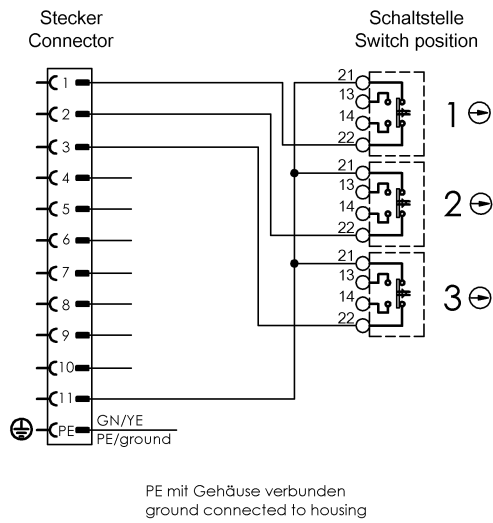 Stecker
Connector
Schaltstelle
Switch position
1
2
3
4
5
6
7
8
9
10
11
PE
GN/YE
PE/ground
21
13
14
22
1
21
13
14
22
2
21
13
14
22
3
PE mit Gehäuse verbunden
ground connected to housing